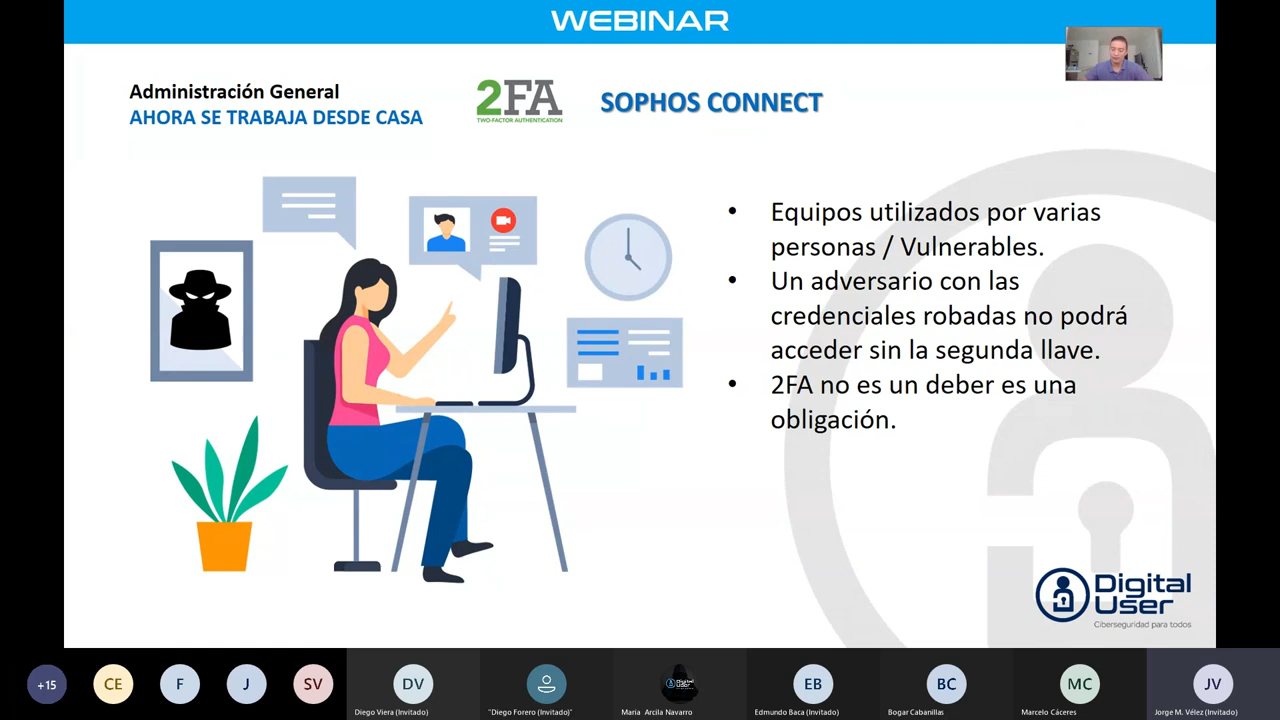 WEBINAR
Administración General
AHORA SE TRABAJA DESDE CASA
2FA
TWO-FACTOR AUTHENTICATION
SOPHOS CONNECT
• Equipos utilizados por varias
personas / Vulnerables.
• Un adversario con las
credenciales robadas no podrá
acceder sin la segunda llave.
• 2FA no es un deber es una
obligación.
Digital
User
Ciberseguridad para todos
+15
CE
F
J
SV
DV
Diego Viera (Invitado)
"Diego Forero (Invitado)"
Digital
User
Maria Arcila Navarro
EB
Edmundo Baca (Invitado)
BC
Bogar Cabanillas
MC
Marcelo Cáceres
JV
Jorge M. Vélez (Invitado)